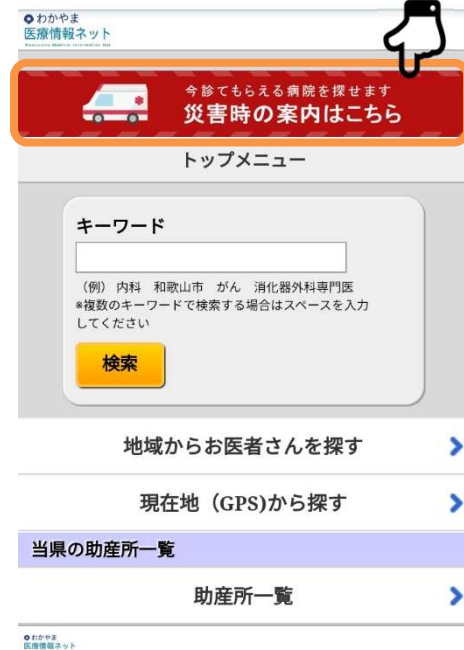 わかやま
医療情報ネット
今診てもらえる病院を探せます
災害時の案内はこちら
トップメニュー
キーワード
（例） 内科　和歌山市　がん　消化器外科専門医
*複数のキーワードで検索する場合はスペースを入力
してください
検索
地域からお医者さんを探す
現在地（GPS)から探す
当県の助産所一覧
助産所一覧
わかやま
医療情報ネット